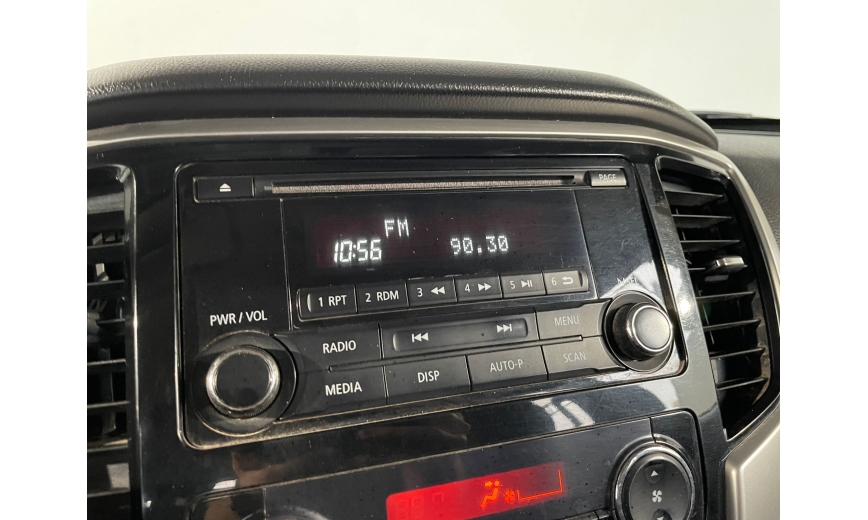 PAGE
FM
10:56 90.30
1 RPT 2 RDM 3 4 5 6
PWR / VOL
RADIO MENU
MEDIA DISP AUTO-P SCAN